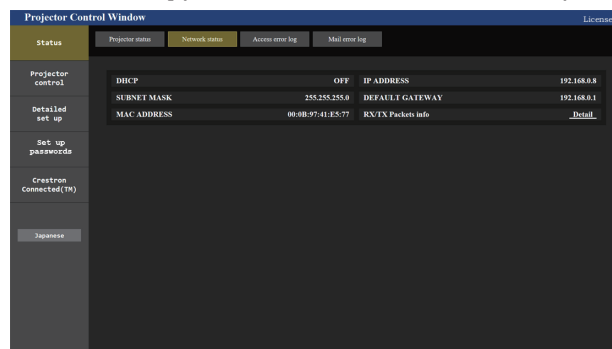 Projector Control Window
License
Status
Projector status
Network status
Access error log
Mail error log
Projector
control
Detailed
set up
Set up
passwords
Crestron
Connected(TM)
Japanese
DHCP OFF IP ADDRESS 192.168.0.8
SUBNET MASK 255.255.255.0 DEFAULT GATEWAY 192.168.0.1
MAC ADDRESS 00:0B:97:41:E5:77 RX/TX Packets info Detail